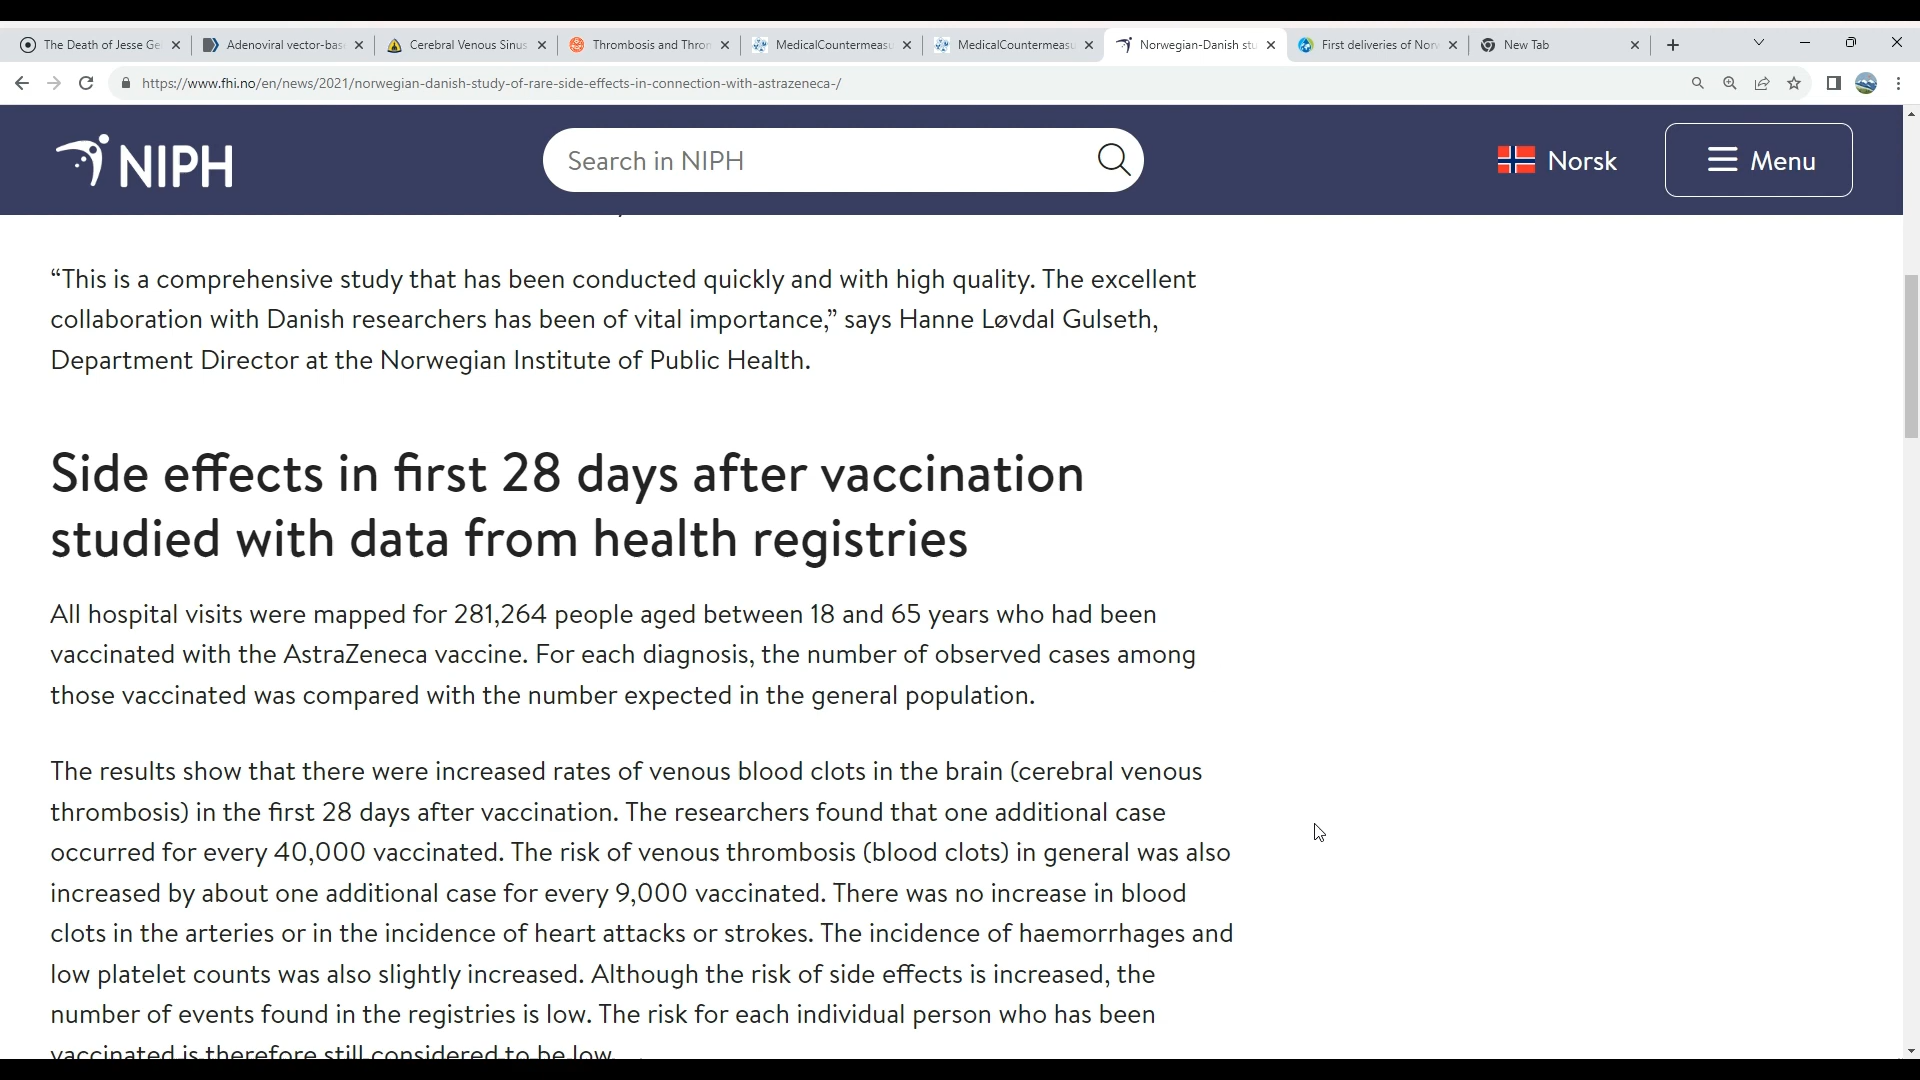 The Death of Jesse Ge
Adenoviral vector-bas
Cerebral Venous Sinus
Thrombosis and Throm
MedicalCountermeasu
MedicalCountermeasu
Norwegian-Danish stu
First deliveries of Norw
New Tab
https://www.fhi.no/en/news/2021/norwegian-danish-study-of-rare-side-effects-in-connection-with-astrazeneca-/
NIPH
Search in NIPH
Norsk
Menu
“This is a comprehensive study that has been conducted quickly and with high quality. The excellent
collaboration with Danish researchers has been of vital importance,” says Hanne Løvdal Gulseth,
Department Director at the Norwegian Institute of Public Health.
Side effects in first 28 days after vaccination
studied with data from health registries
All hospital visits were mapped for 281,264 people aged between 18 and 65 years who had been
vaccinated with the AstraZeneca vaccine. For each diagnosis, the number of observed cases among
those vaccinated was compared with the number expected in the general population.
The results show that there were increased rates of venous blood clots in the brain (cerebral venous
thrombosis) in the first 28 days after vaccination. The researchers found that one additional case
occurred for every 40,000 vaccinated. The risk of venous thrombosis (blood clots) in general was also
increased by about one additional case for every 9,000 vaccinated. There was no increase in blood
clots in the arteries or in the incidence of heart attacks or strokes. The incidence of haemorrhages and
low platelet counts was also slightly increased. Although the risk of side effects is increased, the
number of events found in the registries is low. The risk for each individual person who has been
vaccinated is therefore still considered to be low.